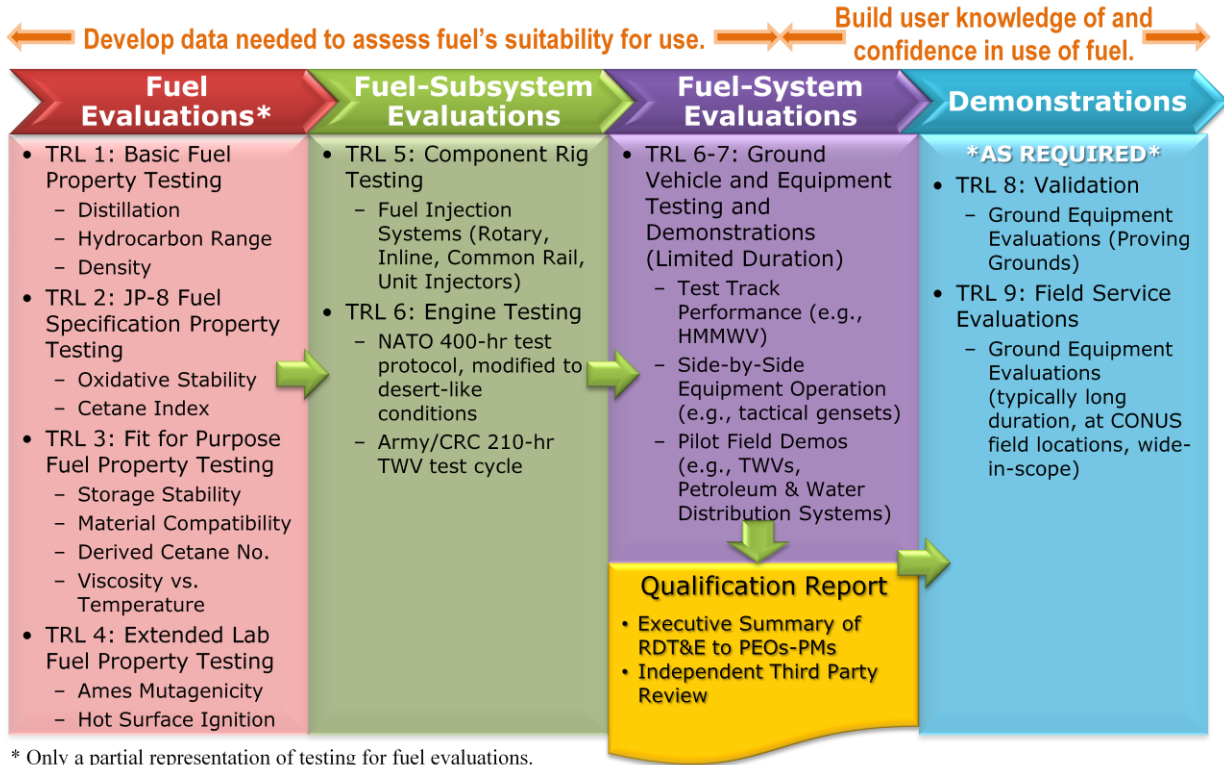 Develop data needed to assess fuel's suitability for use.
Build user knowledge of and
confidence in use of fuel.
Fuel
Evaluations*
• TRL 1: Basic Fuel
Property Testing
– Distillation
– Hydrocarbon Range
– Density
• TRL 2: JP-8 Fuel
Specification Property
Testing
– Oxidative Stability
– Cetane Index
• TRL 3: Fit for Purpose
Fuel Property Testing
– Storage Stability
– Material Compatibility
– Derived Cetane No.
– Viscosity vs.
Temperature
• TRL 4: Extended Lab
Fuel Property Testing
– Ames Mutagenicity
– Hot Surface Ignition
Fuel-Subsystem
Evaluations
• TRL 5: Component Rig
Testing
– Fuel Injection
Systems (Rotary,
Inline, Common Rail,
Unit Injectors)
• TRL 6: Engine Testing
– NATO 400-hr test
protocol, modified to
desert-like
conditions
– Army/CRC 210-hr
TWV test cycle
Fuel-System
Evaluations
• TRL 6-7: Ground
Vehicle and Equipment
Testing and
Demonstrations
(Limited Duration)
– Test Track
Performance (e.g.,
HMMWV)
– Side-by-Side
Equipment Operation
(e.g., tactical gensets)
– Pilot Field Demos
(e.g., TWVs,
Petroleum & Water
Distribution Systems)
Qualification Report
• Executive Summary of
RDT&E to PEOs-PMs
• Independent Third Party
Review
Demonstrations
*AS REQUIRED*
• TRL 8: Validation
– Ground Equipment
Evaluations (Proving
Grounds)
• TRL 9: Field Service
Evaluations
– Ground Equipment
Evaluations
(typically long
duration, at CONUS
field locations, wide-
in-scope)
* Only a partial representation of testing for fuel evaluations.